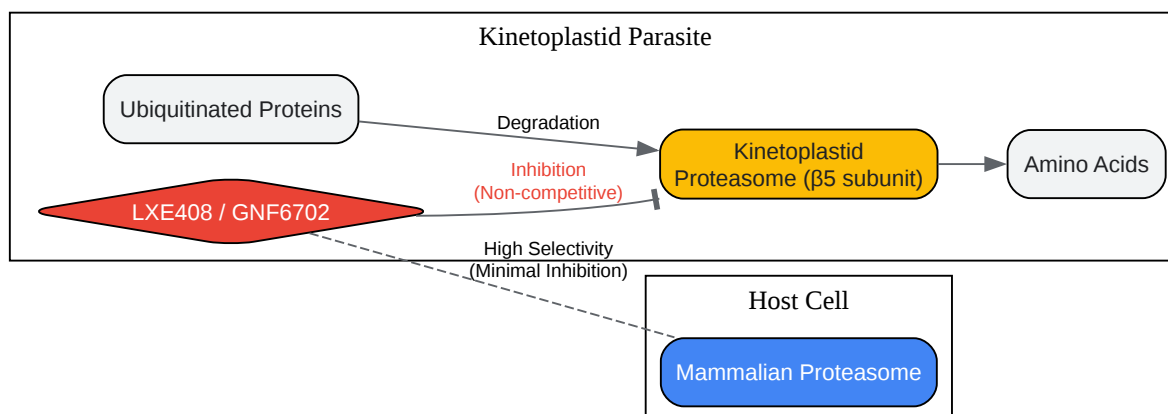 Kinetoplastid Parasite
Ubiquitinated Proteins
Degradation
Kinetoplastid
Proteasome (β5 subunit)
Amino Acids
Inhibition
(Non-competitive)
LXE408 / GNF6702
High Selectivity
(Minimal Inhibition)
Host Cell
Mammalian Proteasome